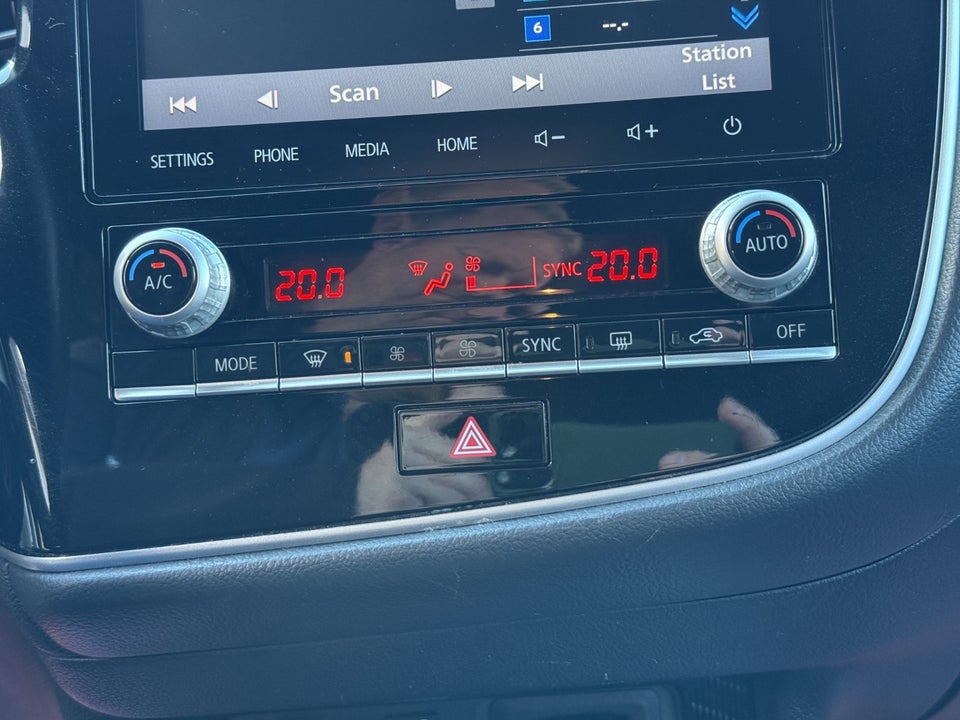 6 --.-
Scan
Station
List
SETTINGS PHONE MEDIA HOME
A/C
20.0
SYNC 20.0
AUTO
MODE
SYNC
OFF